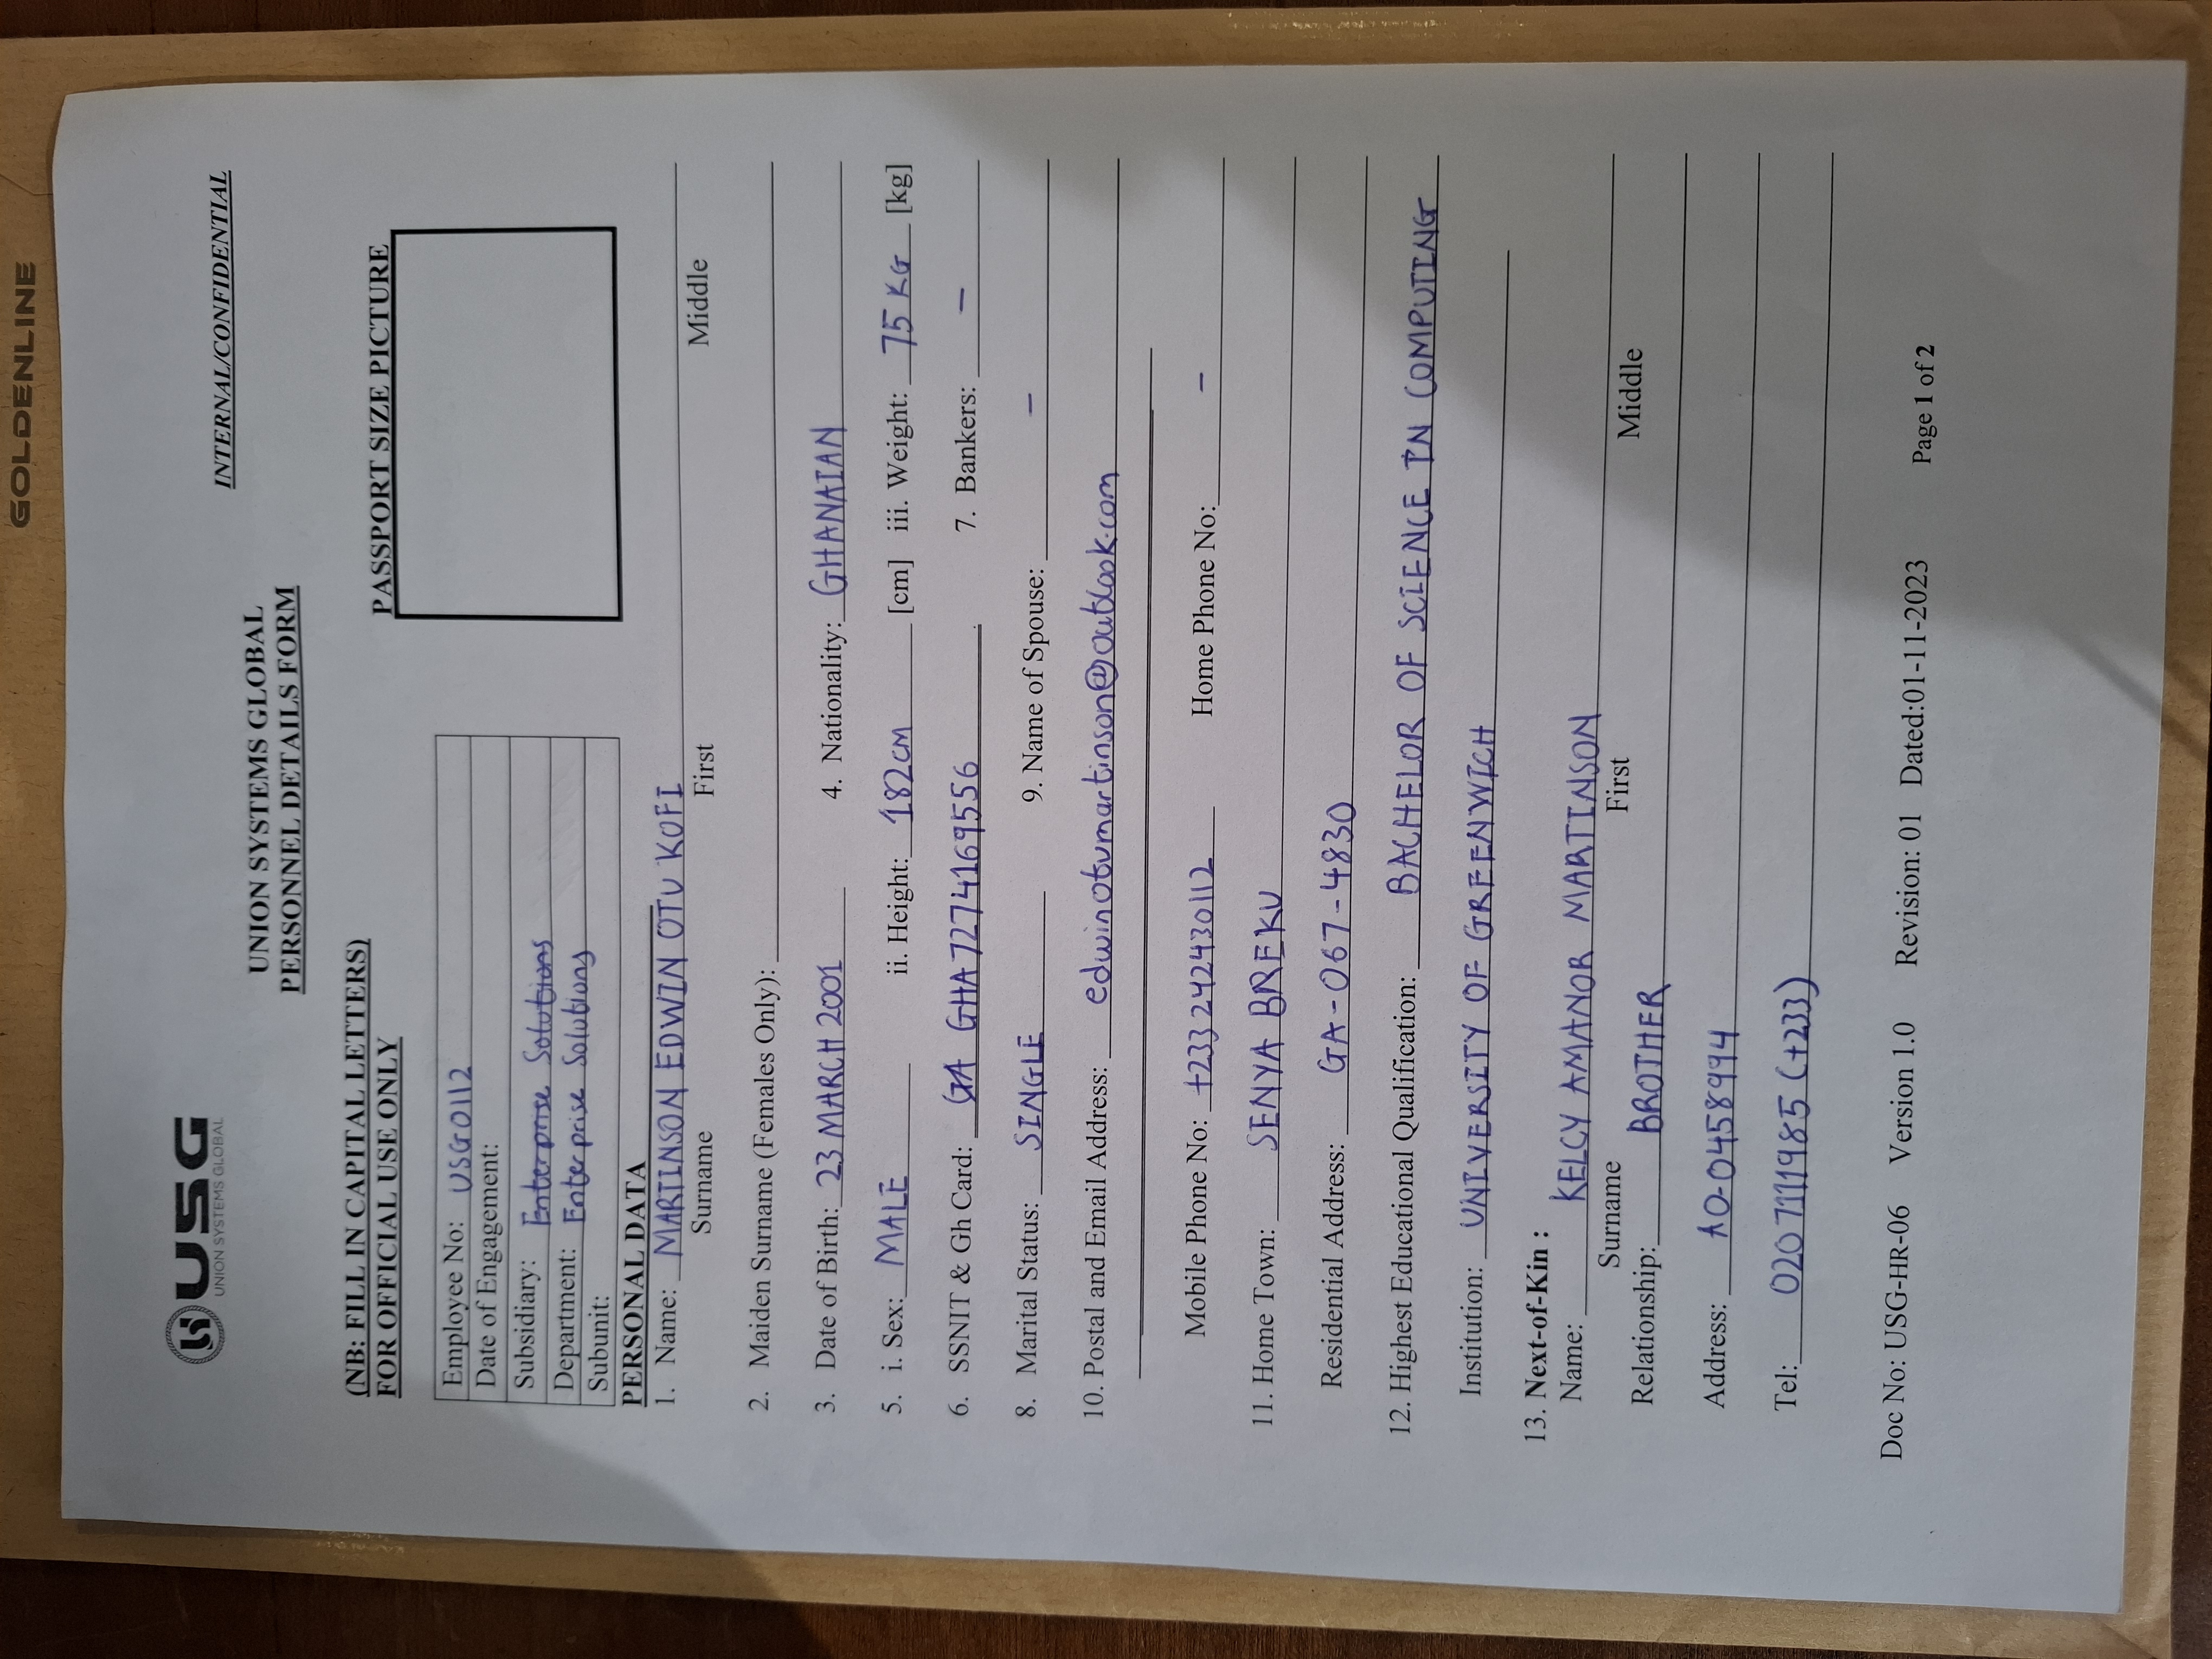 GOLDENLINE
USG
UNION SYSTEMS GLOBAL
INTERNAL/CONFIDENTIAL
UNION SYSTEMS GLOBAL
PERSONNEL DETAILS FORM
(NB: FILL IN CAPITAL LETTERS)
FOR OFFICIAL USE ONLY
PASSPORT SIZE PICTURE
Employee No: USG0112
Date of Engagement:
Subsidiary: Enterprise Solutions
Department: Enterprise Solutions
Subunit:
PERSONAL DATA
1. Name: MARTINSON EDWIN OTU KOFI
Surname First Middle
2. Maiden Surname (Females Only):
3. Date of Birth: 23 MARCH 2001 4. Nationality: GHANAIAN
5. i. Sex: MALE ii. Height: 182CM [cm] iii. Weight: 75 KG [kg]
6. SSNIT & Gh Card: GA GHA7274169556 7. Bankers: –
8. Marital Status: SINGLE 9. Name of Spouse: –
10. Postal and Email Address: edwinotumartinson@outlook.com
Mobile Phone No: +233242430112 Home Phone No: –
11. Home Town: SENYA BREKU
Residential Address: GA-067-4830
12. Highest Educational Qualification: BACHELOR OF SCIENCE IN COMPUTING
Institution: UNIVERSITY OF GREENWICH
13. Next-of-Kin :
Name: KELCY AMANOR MARTINSON
Surname First Middle
Relationship: BROTHER
Address: AO-0458994
Tel: 0207111985 (+233)
Doc No: USG-HR-06 Version 1.0 Revision: 01 Dated:01-11-2023 Page 1 of 2